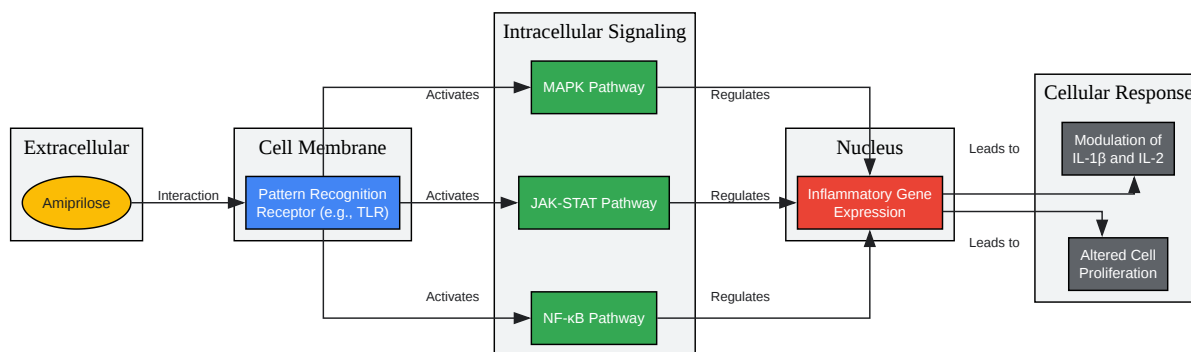 Extracellular
Amiprilose
Interaction
Cell Membrane
Pattern Recognition
Receptor (e.g., TLR)
Activates
Activates
Activates
Intracellular Signaling
MAPK Pathway
JAK-STAT Pathway
NF-κB Pathway
Regulates
Regulates
Regulates
Nucleus
Inflammatory Gene
Expression
Leads to
Leads to
Cellular Response
Modulation of
IL-1β and IL-2
Altered Cell
Proliferation